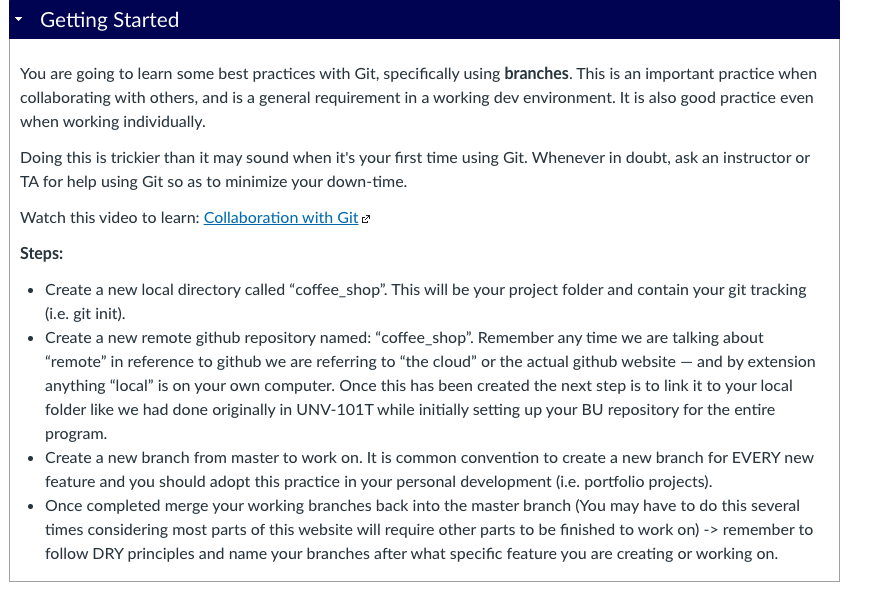 Getting Started
You are going to learn some best practices with Git, specifically using branches. This is an important practice when
collaborating with others, and is a general requirement in a working dev environment. It is also good practice even
when working individually.
Doing this is trickier than it may sound when it's your first time using Git. Whenever in doubt, ask an instructor or
TA for help using Git so as to minimize your down-time.
Watch this video to learn: Collaboration with Git
Steps:
• Create a new local directory called “coffee_shop”. This will be your project folder and contain your git tracking
(i.e. git init).
• Create a new remote github repository named: “coffee_shop”. Remember any time we are talking about
“remote” in reference to github we are referring to “the cloud” or the actual github website — and by extension
anything “local” is on your own computer. Once this has been created the next step is to link it to your local
folder like we had done originally in UNV-101T while initially setting up your BU repository for the entire
program.
• Create a new branch from master to work on. It is common convention to create a new branch for EVERY new
feature and you should adopt this practice in your personal development (i.e. portfolio projects).
• Once completed merge your working branches back into the master branch (You may have to do this several
times considering most parts of this website will require other parts to be finished to work on) -> remember to
follow DRY principles and name your branches after what specific feature you are creating or working on.